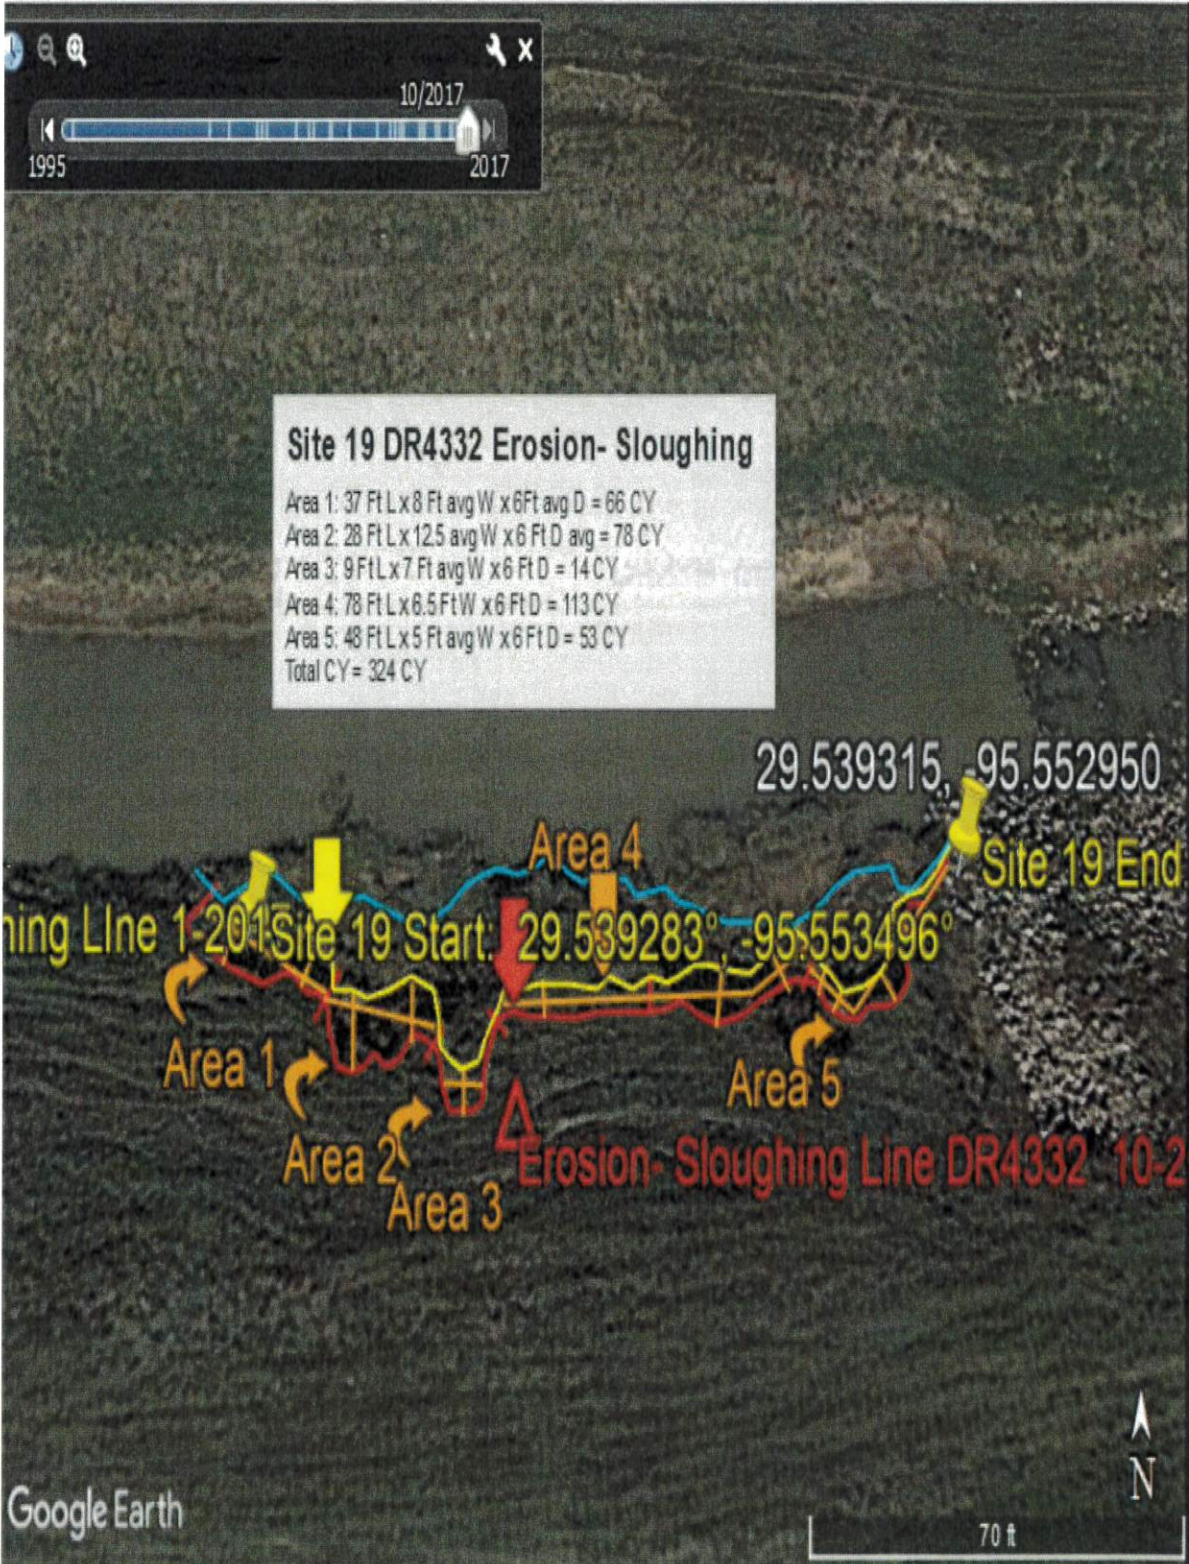 10/2017
1995
2017
Site 19 DR4332 Erosion- Sloughing
Area 1: 37 Ft L x 8 Ft avg W x 6Ft avg D = 66 CY
Area 2: 28 Ft L x 12.5 avg W x 6 Ft D avg = 78 CY
Area 3: 9 Ft L x 7 Ft avg W x 6 Ft D = 14 CY
Area 4: 78 Ft L x 6.5 Ft W x 6 Ft D = 113 CY
Area 5: 48 Ft L x 5 Ft avg W x 6 Ft D = 53 CY
Total CY = 324 CY
29.539315, -95.552950
Area 4
Site 19 End
hing LIne 1-2015
Site 19 Start: 29.539283°, -95.553496°
Area 1
Area 5
Area 2
Erosion- Sloughing Line DR4332 10-2
Area 3
N
Google Earth
70 ft